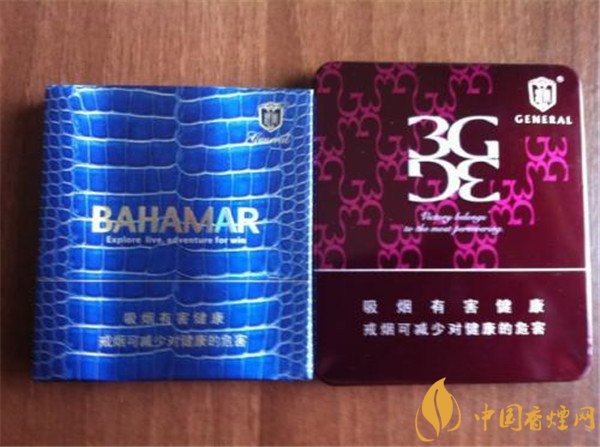 General
BAHAMAR
Explore live, adventure for win
吸烟有害健康
戒烟可减少对健康的危害
GENERAL
3G
Victory belongs
to the most persevering
吸烟有害健康
戒烟可减少对健康的危害
中国香烟网